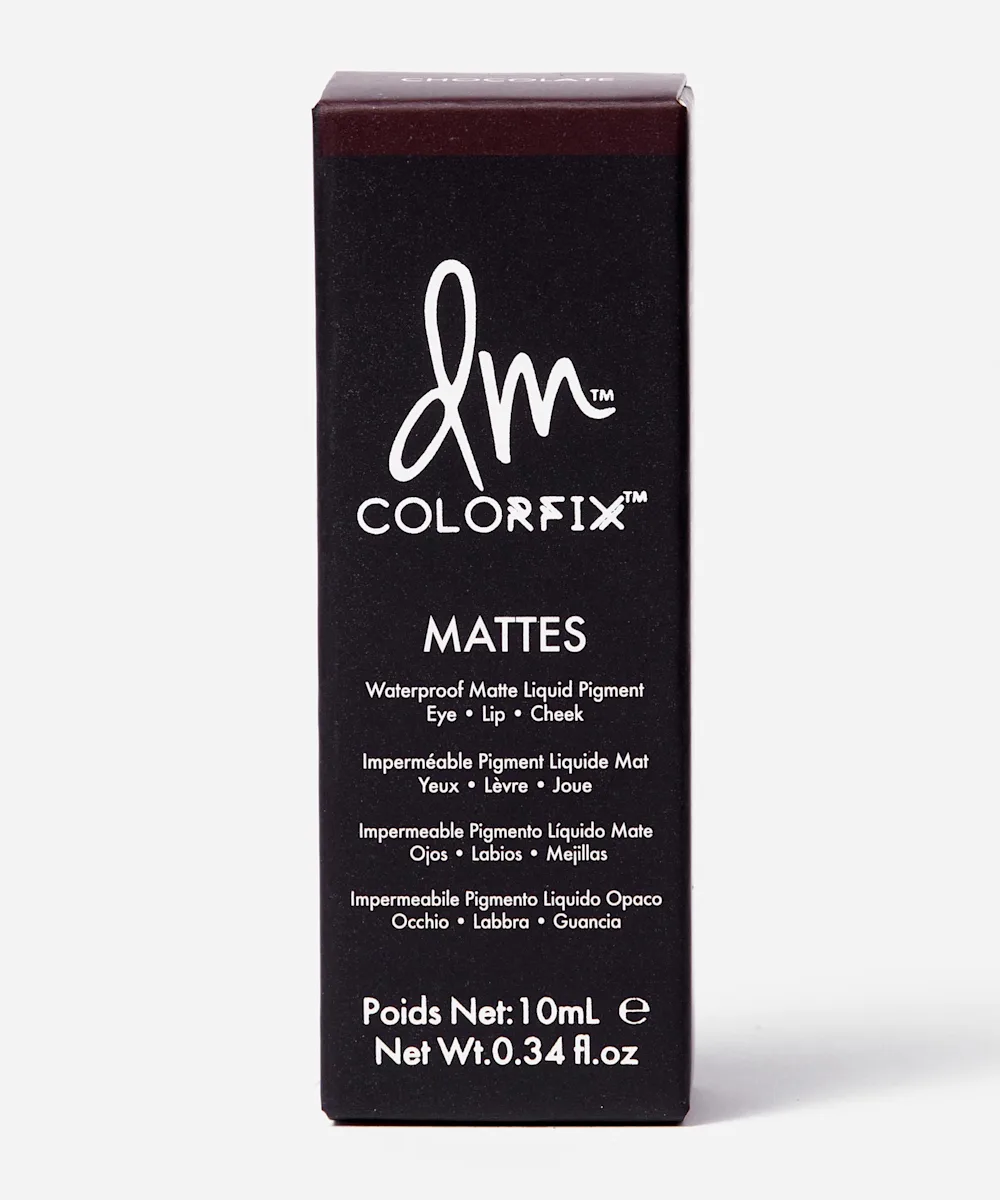 CHOCOLATE
dm™
COLORFIX™
MATTES
Waterproof Matte Liquid Pigment
Eye • Lip • Cheek
Imperméable Pigment Liquide Mat
Yeux • Lèvre • Joue
Impermeable Pigmento Líquido Mate
Ojos • Labios • Mejillas
Impermeabile Pigmento Liquido Opaco
Occhio • Labbra • Guancia
Poids Net:10mL ℮
Net Wt.0.34 fl.oz